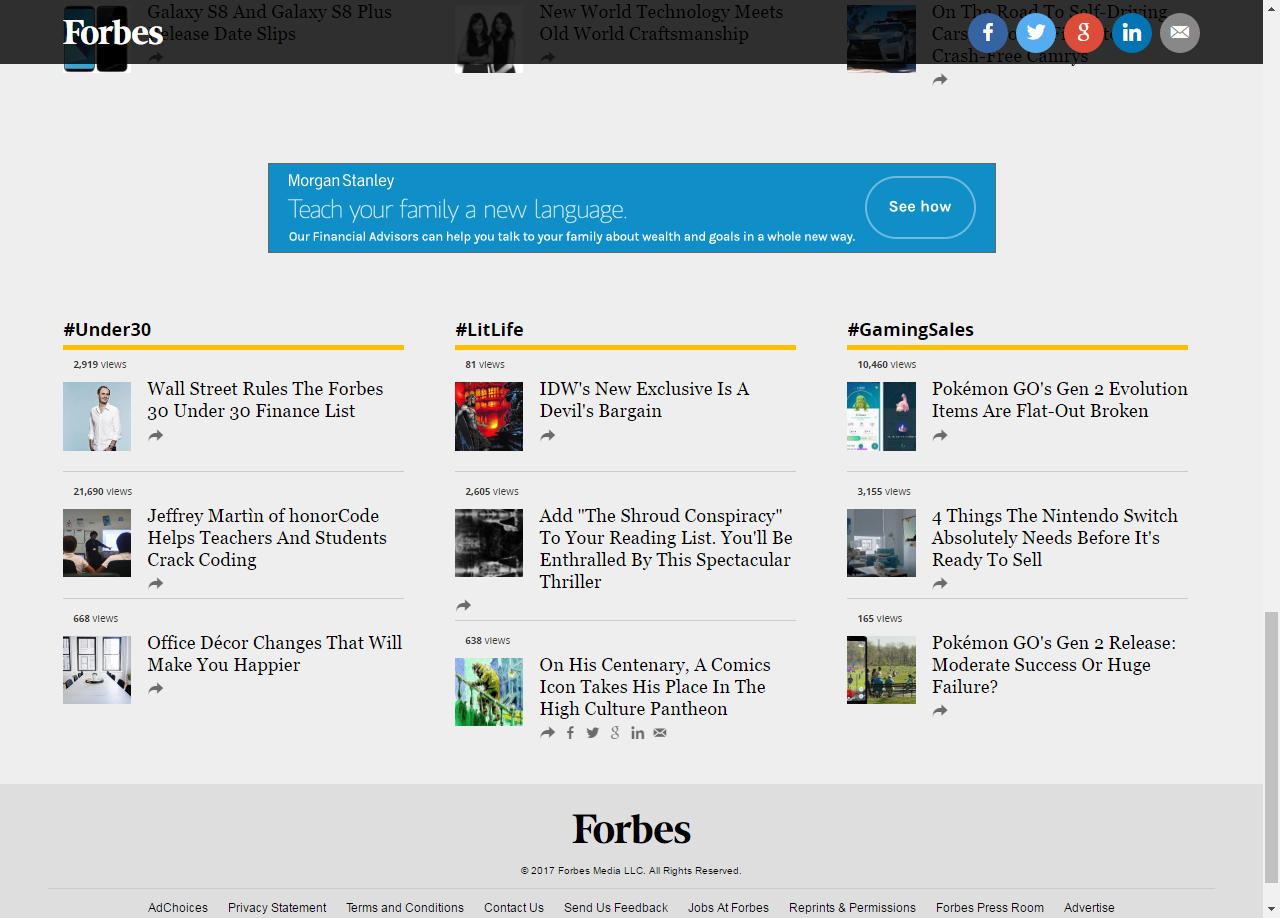 Galaxy S8 And Galaxy S8 Plus
Release Date Slips
New World Technology Meets
Old World Craftsmanship
On The Road To Self-Driving
Crash-Free Camrys
Forbes
Morgan Stanley
Teach your family a new language.
Our Financial Advisors can help you talk to your family about wealth and goals in a whole new way.
See how
#Under30
2,919 views
Wall Street Rules The Forbes
30 Under 30 Finance List
21,690 views
Jeffrey Martìn of honorCode
Helps Teachers And Students
Crack Coding
668 views
Office Décor Changes That Will
Make You Happier
#LitLife
81 views
IDW's New Exclusive Is A
Devil's Bargain
2,605 views
Add "The Shroud Conspiracy"
To Your Reading List. You'll Be
Enthralled By This Spectacular
Thriller
638 views
On His Centenary, A Comics
Icon Takes His Place In The
High Culture Pantheon
#GamingSales
10,460 views
Pokémon GO's Gen 2 Evolution
Items Are Flat-Out Broken
3,155 views
4 Things The Nintendo Switch
Absolutely Needs Before It's
Ready To Sell
165 views
Pokémon GO's Gen 2 Release:
Moderate Success Or Huge
Failure?
Forbes
© 2017 Forbes Media LLC. All Rights Reserved.
AdChoices Privacy Statement Terms and Conditions Contact Us Send Us Feedback Jobs At Forbes Reprints & Permissions Forbes Press Room Advertise